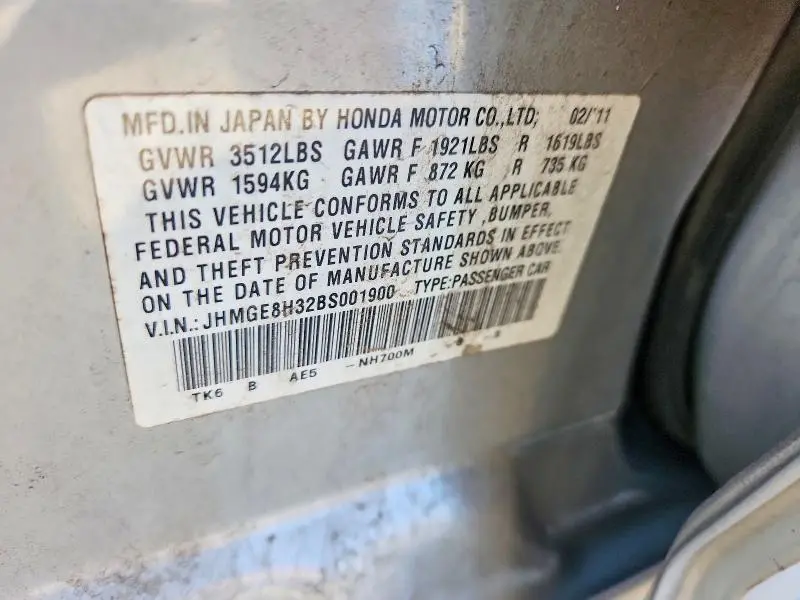 MFD.IN JAPAN BY HONDA MOTOR CO.,LTD; 02/'11
GVWR 3512LBS GAWR F 1921LBS R 1619LBS
GVWR 1594KG GAWR F 872 KG R 735 KG
THIS VEHICLE CONFORMS TO ALL APPLICABLE
FEDERAL MOTOR VEHICLE SAFETY ,BUMPER,
AND THEFT PREVENTION STANDARDS IN EFFECT
ON THE DATE OF MANUFACTURE SHOWN ABOVE.
V.I.N.: JHMGE8H32BS001900 TYPE:PASSENGER CAR
TK6 B AE5 -NH700M